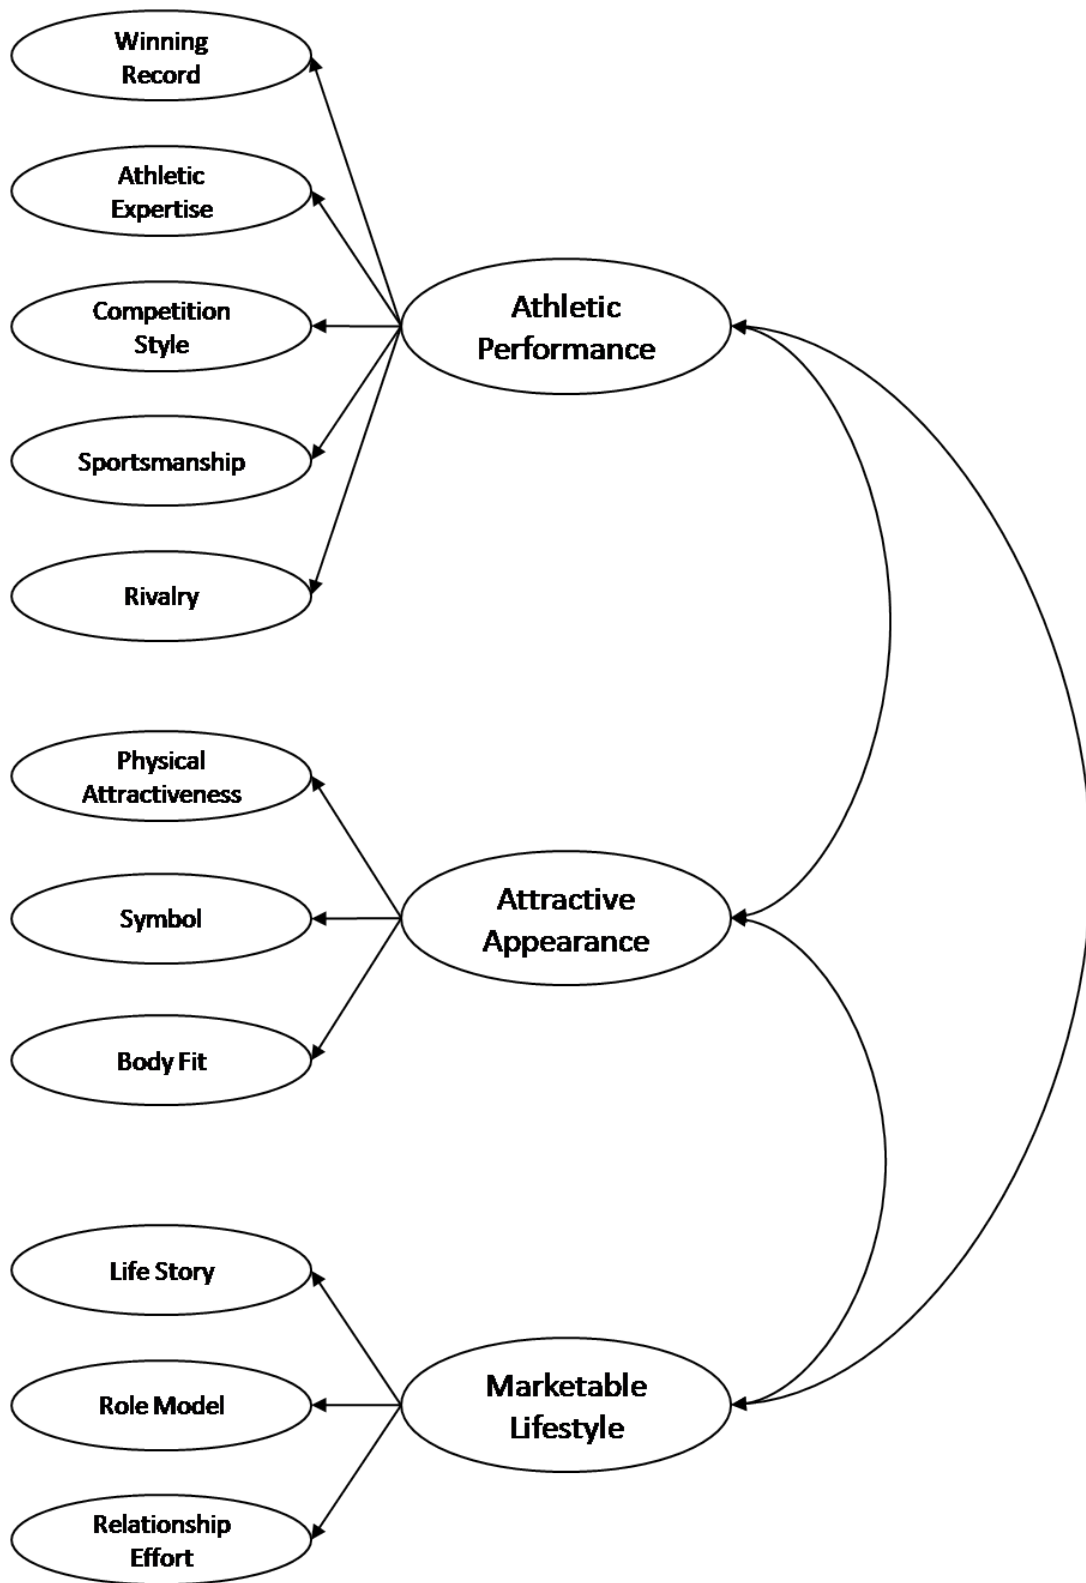 Winning
Record
Athletic
Expertise
Competition
Style
Sportsmanship
Rivalry
Athletic
Performance
Physical
Attractiveness
Symbol
Body Fit
Attractive
Appearance
Life Story
Role Model
Relationship
Effort
Marketable
Lifestyle